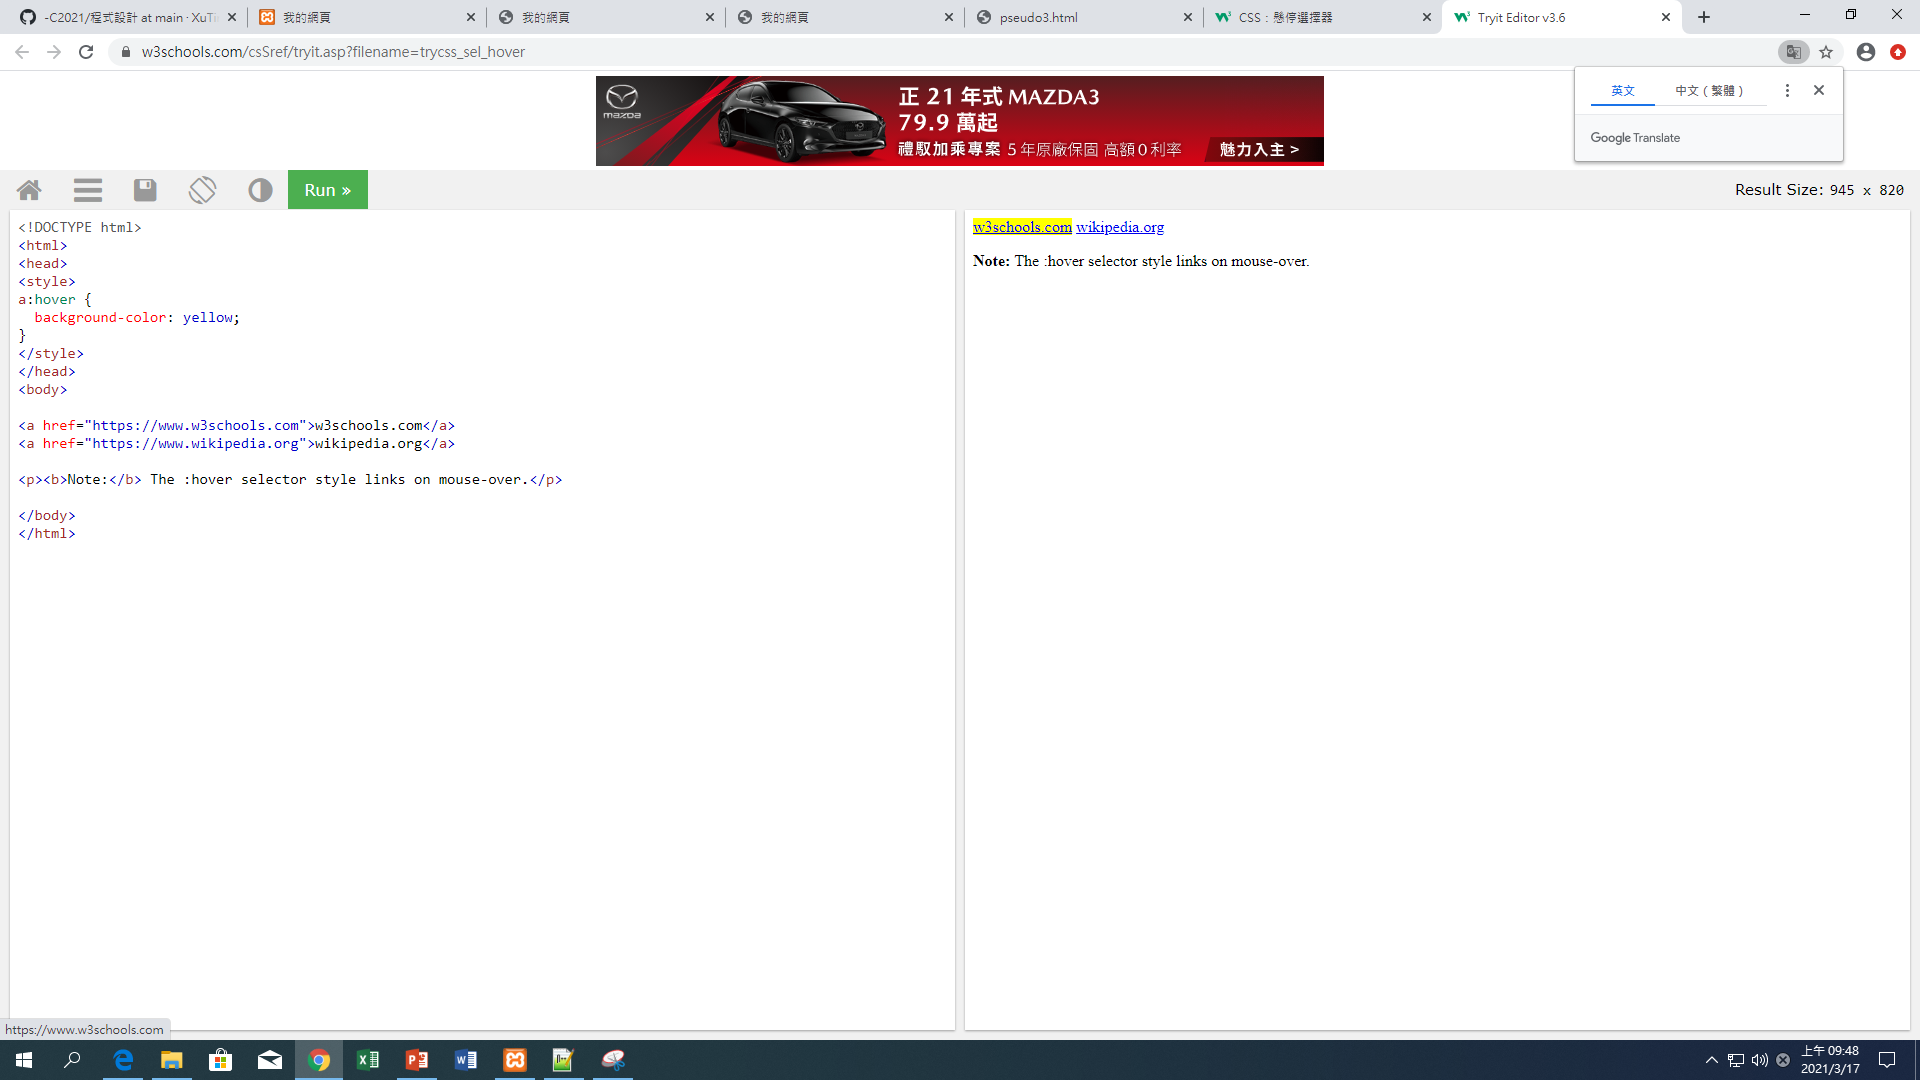 -C2021/程式設計 at main · XuTi
我的網頁
我的網頁
我的網頁
pseudo3.html
CSS：懸停選擇器
Tryit Editor v3.6
w3schools.com/csSref/tryit.asp?filename=trycss_sel_hover
英文
中文（繁體）
Google Translate
mazda
正 21 年式 MAZDA3
79.9 萬起
禮馭加乘專案 5 年原廠保固 高額 0 利率
魅力入主 >
Run »
Result Size: 945 x 820
<!DOCTYPE html>
<html>
<head>
<style>
a:hover {
  background-color: yellow;
}
</style>
</head>
<body>
<a href="https://www.w3schools.com">w3schools.com</a>
<a href="https://www.wikipedia.org">wikipedia.org</a>
<p><b>Note:</b> The :hover selector style links on mouse-over.</p>
</body>
</html>
w3schools.com wikipedia.org
Note: The :hover selector style links on mouse-over.
https://www.w3schools.com
上午 09:48
2021/3/17